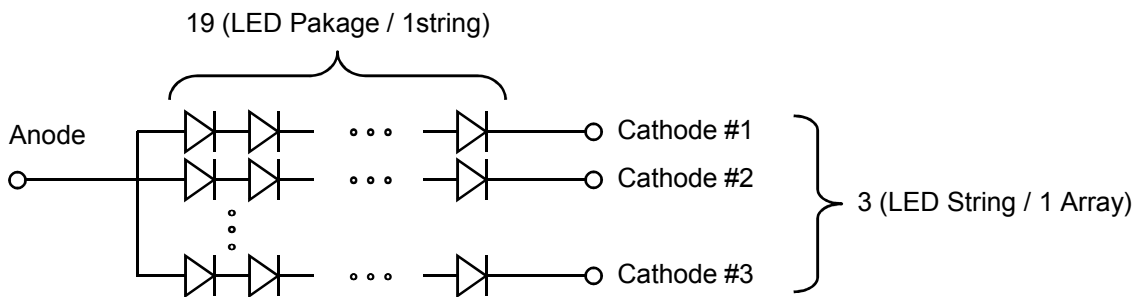 19 (LED Pakage / 1string)
Anode
Cathode #1
Cathode #2
3 (LED String / 1 Array)
Cathode #3